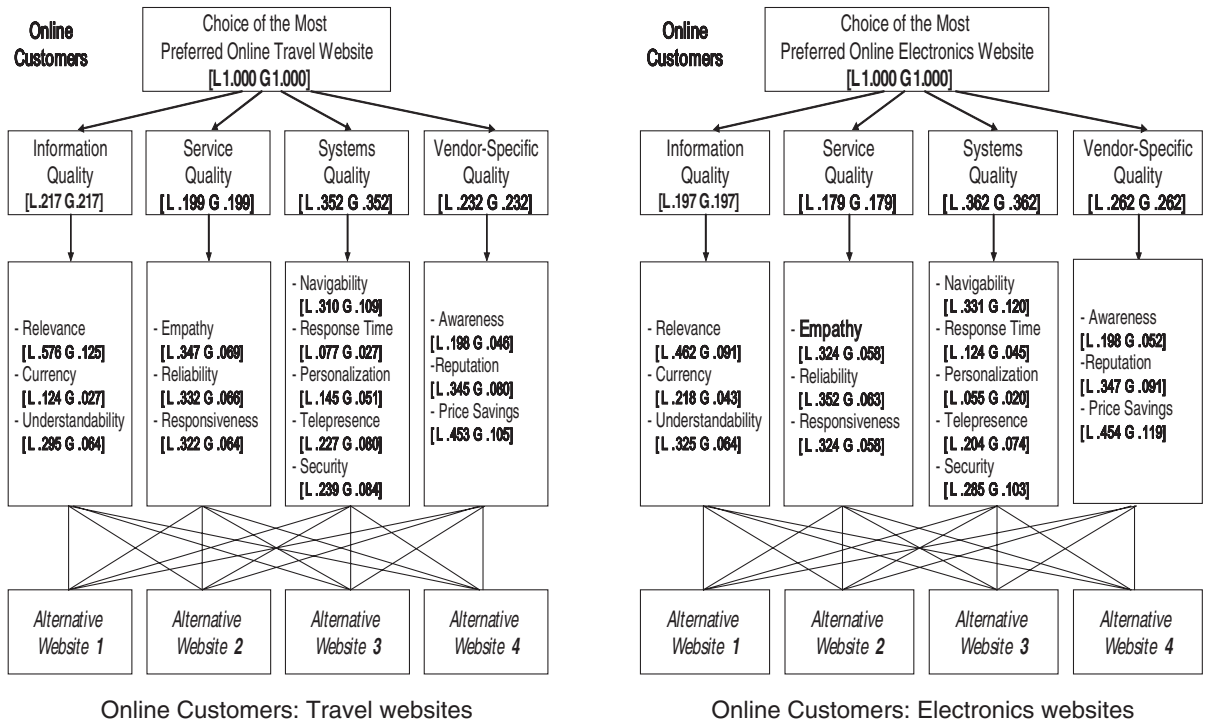 Online
Customers
Choice of the Most
Preferred Online Travel Website
[L 1.000 G 1.000]
Information
Quality
[L.217 G.217]
Service
Quality
[L .199 G .199]
Systems
Quality
[L .352 G .352]
Vendor-Specific
Quality
[L .232 G .232]
- Relevance
[L .576 G .125]
- Currency
[L .124 G .027]
- Understandability
[L .295 G .064]
- Empathy
[L .347 G .069]
- Reliability
[L .332 G .066]
- Responsiveness
[L .322 G .064]
- Navigability
[L .310 G .109]
- Response Time
[L .077 G .027]
- Personalization
[L .145 G .051]
- Telepresence
[L .227 G .080]
- Security
[L .239 G .084]
- Awareness
[L .198 G .046]
-Reputation
[L .345 G .080]
- Price Savings
[L .453 G .105]
Alternative
Website 1
Alternative
Website 2
Alternative
Website 3
Alternative
Website 4
Online Customers: Travel websites
Online
Customers
Choice of the Most
Preferred Online Electronics Website
[L 1.000 G 1.000]
Information
Quality
[L.197 G.197]
Service
Quality
[L .179 G .179]
Systems
Quality
[L .362 G .362]
Vendor-Specific
Quality
[L .262 G .262]
- Relevance
[L .462 G .091]
- Currency
[L .218 G .043]
- Understandability
[L .325 G .064]
- Empathy
[L .324 G .058]
- Reliability
[L .352 G .063]
- Responsiveness
[L .324 G .058]
- Navigability
[L .331 G .120]
- Response Time
[L .124 G .045]
- Personalization
[L .055 G .020]
- Telepresence
[L .204 G .074]
- Security
[L .285 G .103]
- Awareness
[L .198 G .052]
-Reputation
[L .347 G .091]
- Price Savings
[L .454 G .119]
Alternative
Website 1
Alternative
Website 2
Alternative
Website 3
Alternative
Website 4
Online Customers: Electronics websites